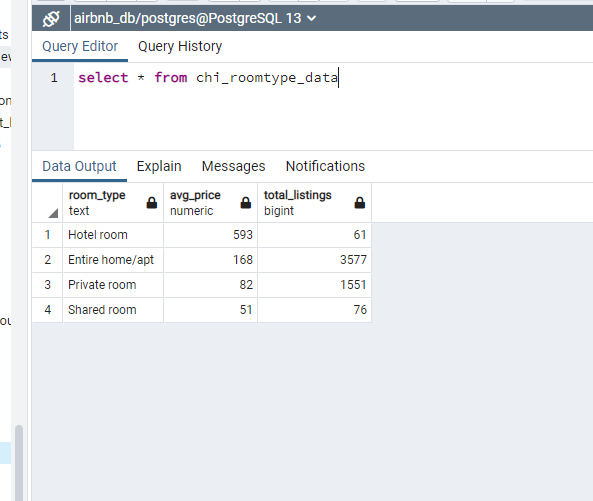 airbnb_db/postgres@PostgreSQL 13
Query Editor Query History
1 select * from chi_roomtype_data
Data Output Explain Messages Notifications
room_type avg_price total_listings
text numeric bigint
1 Hotel room 593 61
2 Entire home/apt 168 3577
3 Private room 82 1551
4 Shared room 51 76